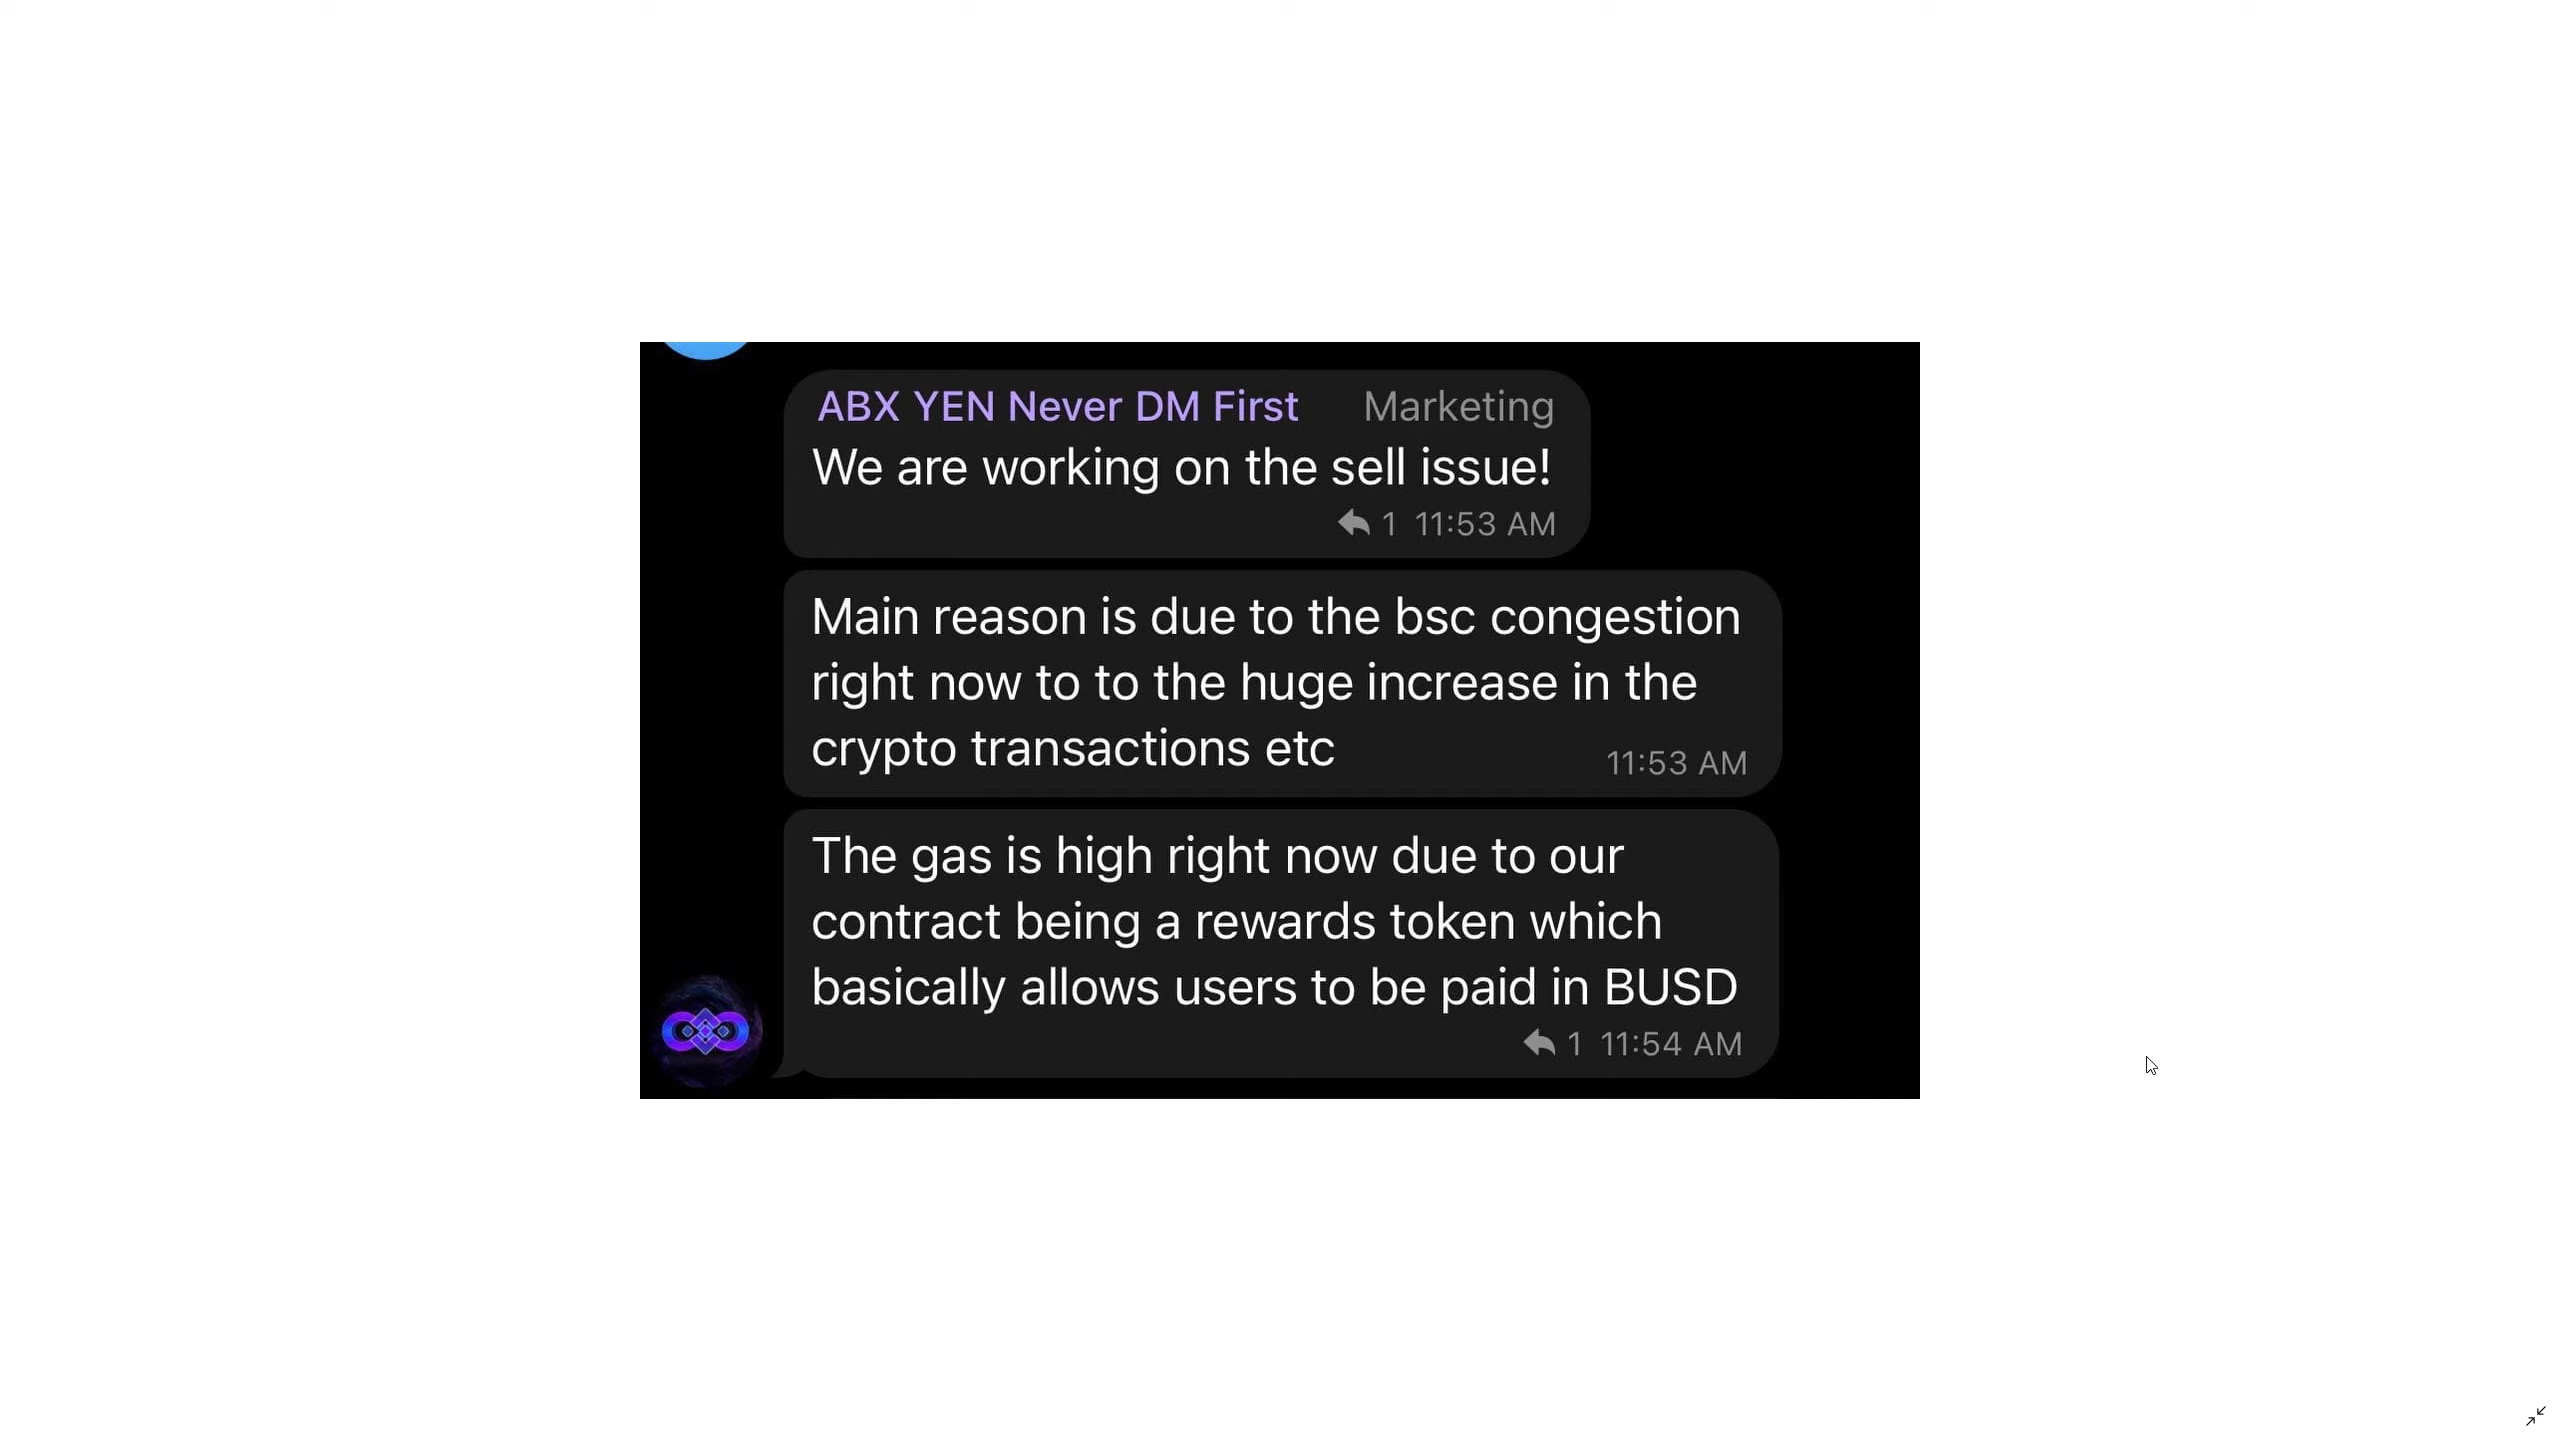 ABX YEN Never DM First Marketing
We are working on the sell issue!
1 11:53 AM
Main reason is due to the bsc congestion
right now to to the huge increase in the
crypto transactions etc
11:53 AM
The gas is high right now due to our
contract being a rewards token which
basically allows users to be paid in BUSD
1 11:54 AM